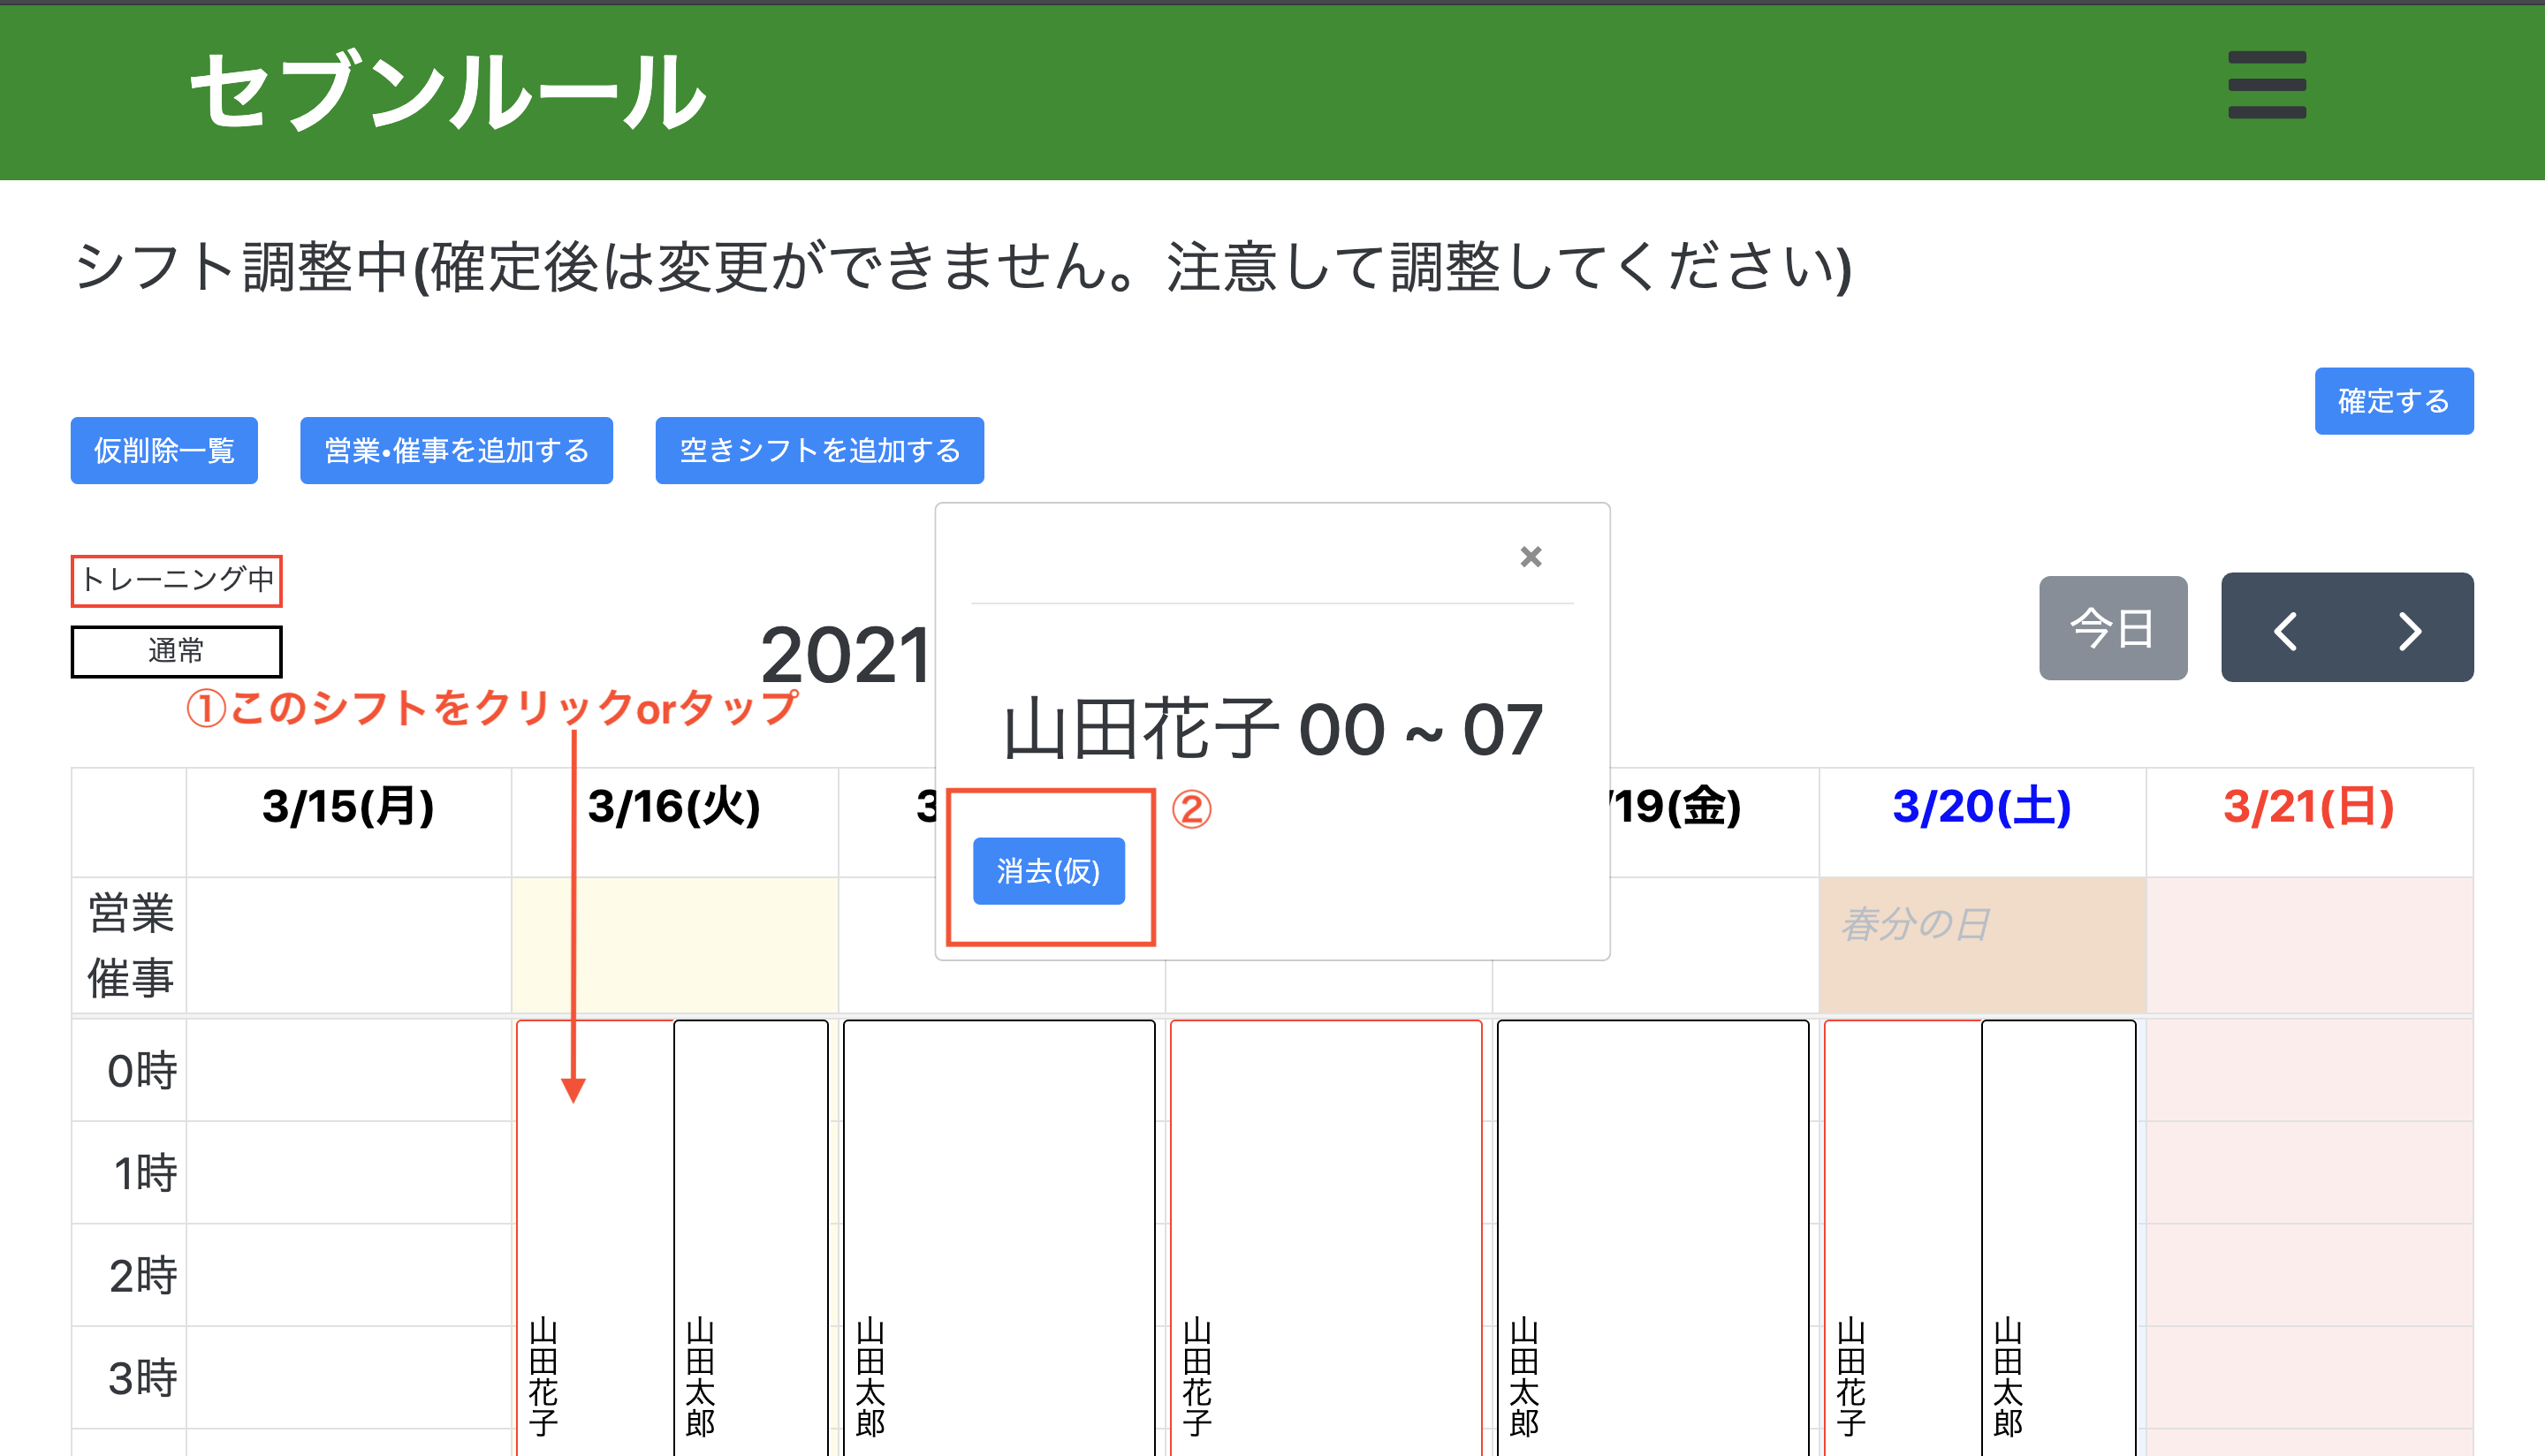 セブンルール
シフト調整中(確定後は変更ができません。注意して調整してください)
確定する
仮削除一覧 営業•催事を追加する 空きシフトを追加する
×
トレーニング中
通常
2021
今日
①このシフトをクリックorタップ
山田花子 00 ~ 07
②
消去(仮)
3/15(月) 3/16(火) 3 /19(金) 3/20(土) 3/21(日)
営業
催事
春分の日
0時
1時
2時
3時
山田花子
山田太郎
山田太郎
山田花子
山田太郎
山田花子
山田太郎